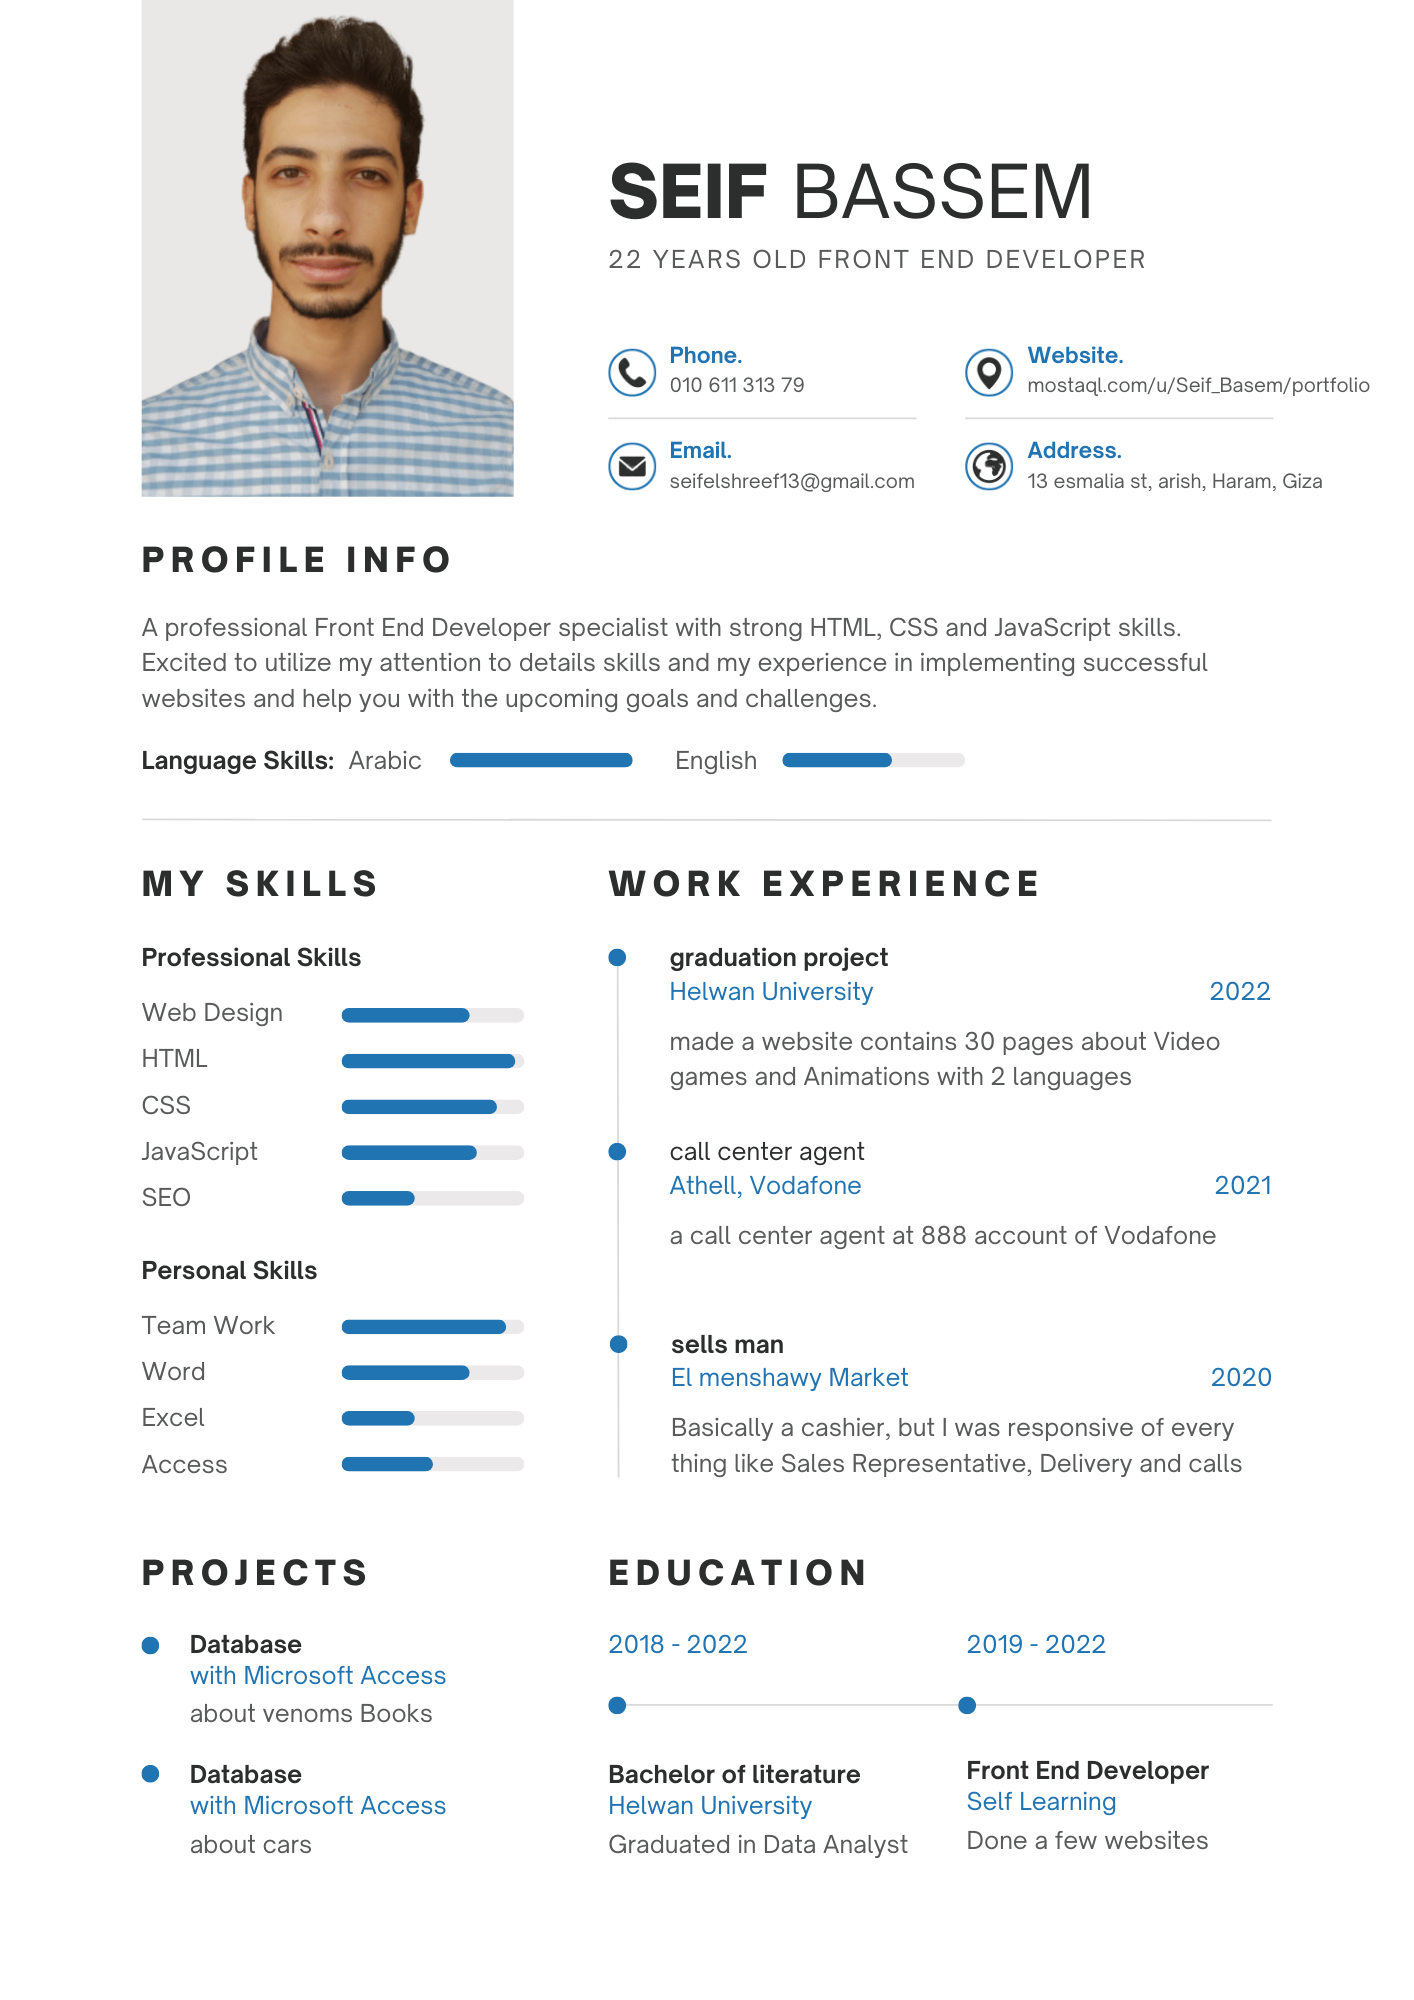 SEIF BASSEM
22 YEARS OLD FRONT END DEVELOPER
Phone.
010 611 313 79
Website.
mostaql.com/u/Seif_Basem/portfolio
Email.
seifelshreef13@gmail.com
Address.
13 esmalia st, arish, Haram, Giza
PROFILE INFO
A professional Front End Developer specialist with strong HTML, CSS and JavaScript skills.
Excited to utilize my attention to details skills and my experience in implementing successful
websites and help you with the upcoming goals and challenges.
Language Skills: Arabic English
MY SKILLS
Professional Skills
Web Design
HTML
CSS
JavaScript
SEO
Personal Skills
Team Work
Word
Excel
Access
WORK EXPERIENCE
graduation project
Helwan University 2022
made a website contains 30 pages about Video
games and Animations with 2 languages
call center agent
Athell, Vodafone 2021
a call center agent at 888 account of Vodafone
sells man
El menshawy Market 2020
Basically a cashier, but I was responsive of every
thing like Sales Representative, Delivery and calls
PROJECTS
Database
with Microsoft Access
about venoms Books
Database
with Microsoft Access
about cars
EDUCATION
2018 - 2022
Bachelor of literature
Helwan University
Graduated in Data Analyst
2019 - 2022
Front End Developer
Self Learning
Done a few websites